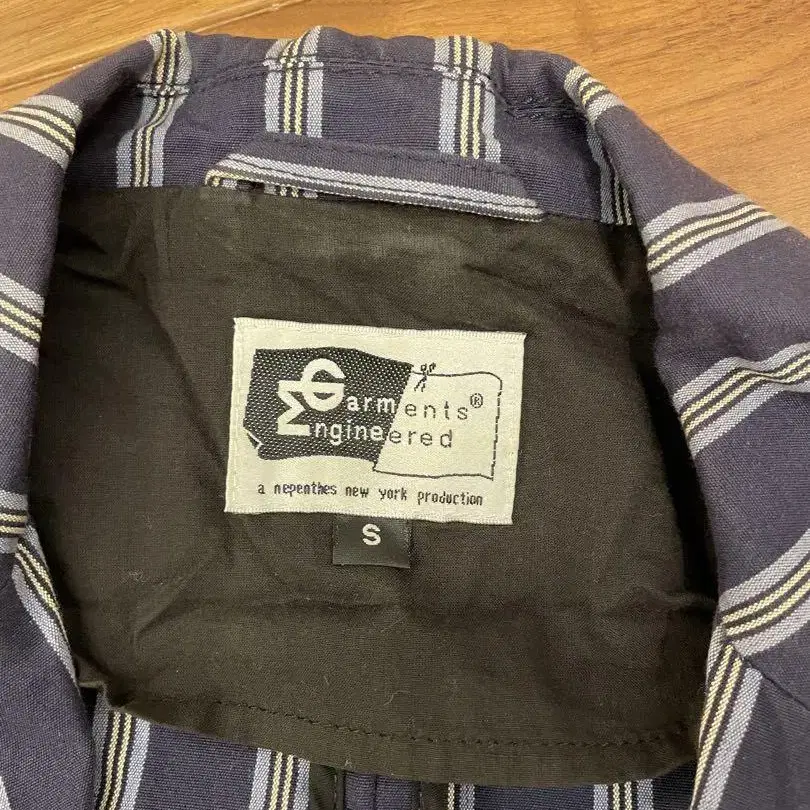 Garments®
Engineered
a nepenthes new york production
S